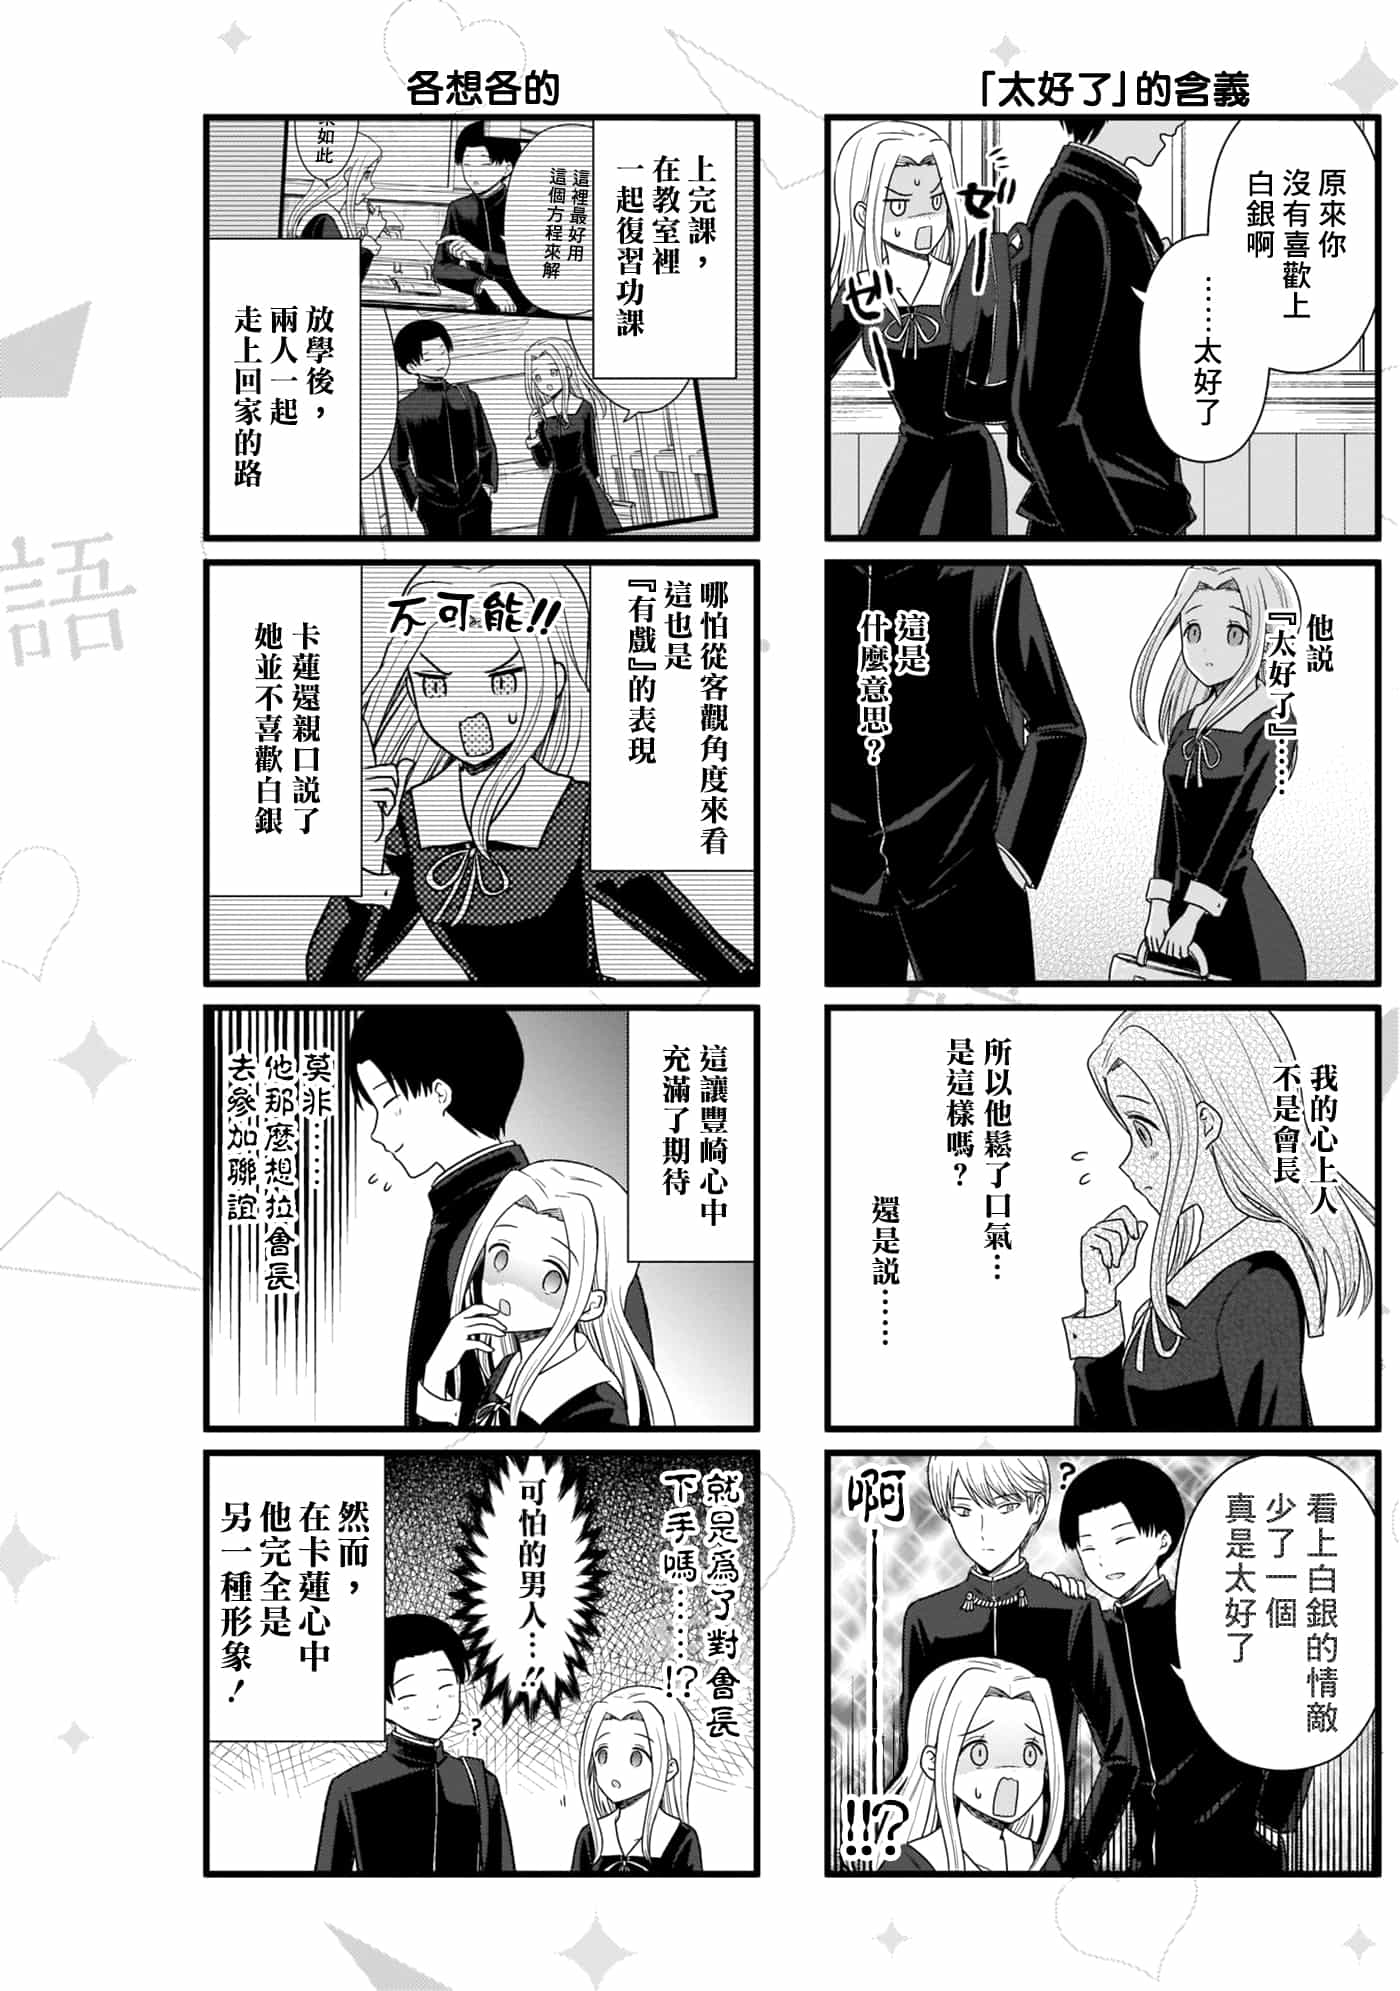 「太好了」的含義
原來你
沒有喜歡上
白銀啊
……太好了
ゼーッ
ゼーッ
他説
『太好了』……
這是
什麼意思?
我的心上人
不是會長
所以他鬆了口氣…
是這樣嗎?
還是説……
看上白銀的情敵
少了一個
真是太好了
?
啊——
!!?
各想各的
上完課，
在教室裡
一起復習功課
這裡最好用
這個方程來解
如此
放學後，
兩人一起
走上回家的路
哪怕從客觀角度來看
這也是
『有戲』的表現
不可能!!
卡蓮還親口説了
她並不喜歡白銀
這讓豐崎心中
充滿了期待
莫非……
他那麼想拉會長
去參加聯誼
就是為了對會長
下手嗎……!?
可怕的男人…!!
?
然而，
在卡蓮心中
他完全是
另一種形象！
語